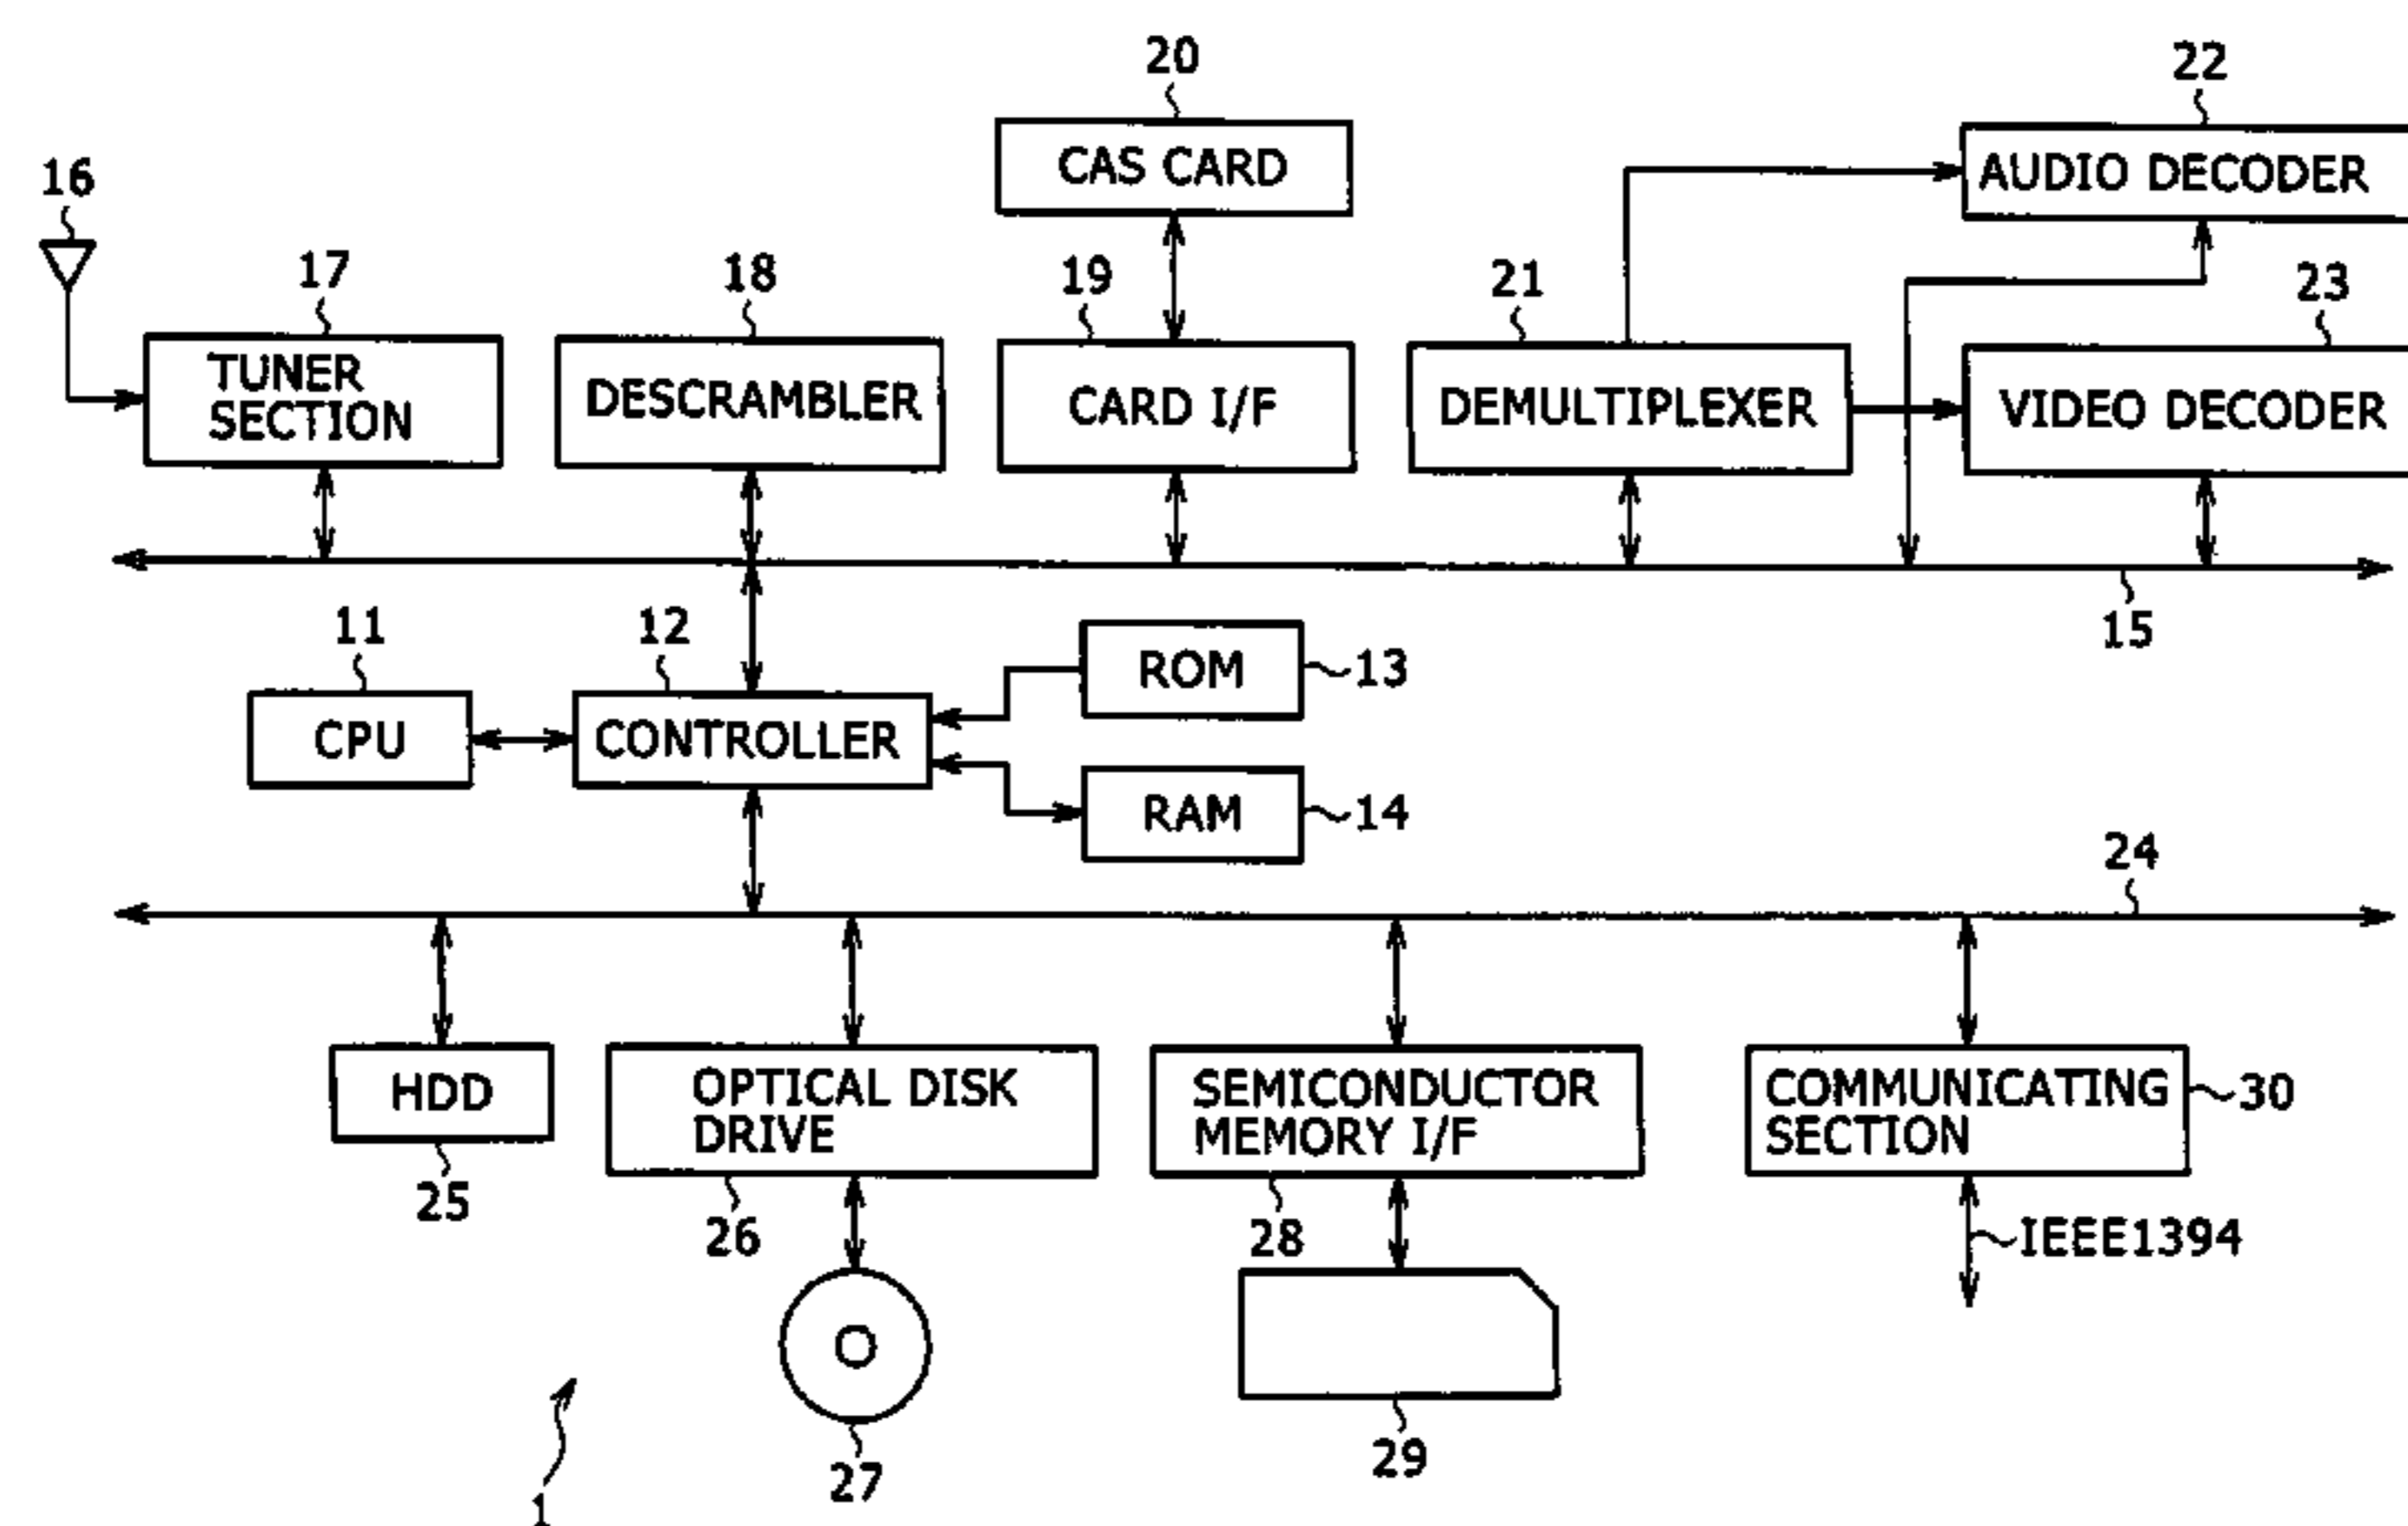 20
22
CAS CARD
AUDIO DECODER
16
17
18
19
21
23
TUNER
SECTION
DESCRAMBLER
CARD I/F
DEMULTIPLEXER
VIDEO DECODER
15
11
12
ROM
13
CPU
CONTROLLER
RAM
14
24
HDD
OPTICAL DISK
DRIVE
SEMICONDUCTOR
MEMORY I/F
COMMUNICATING
SECTION
30
25
26
28
IEEE1394
27
29
1